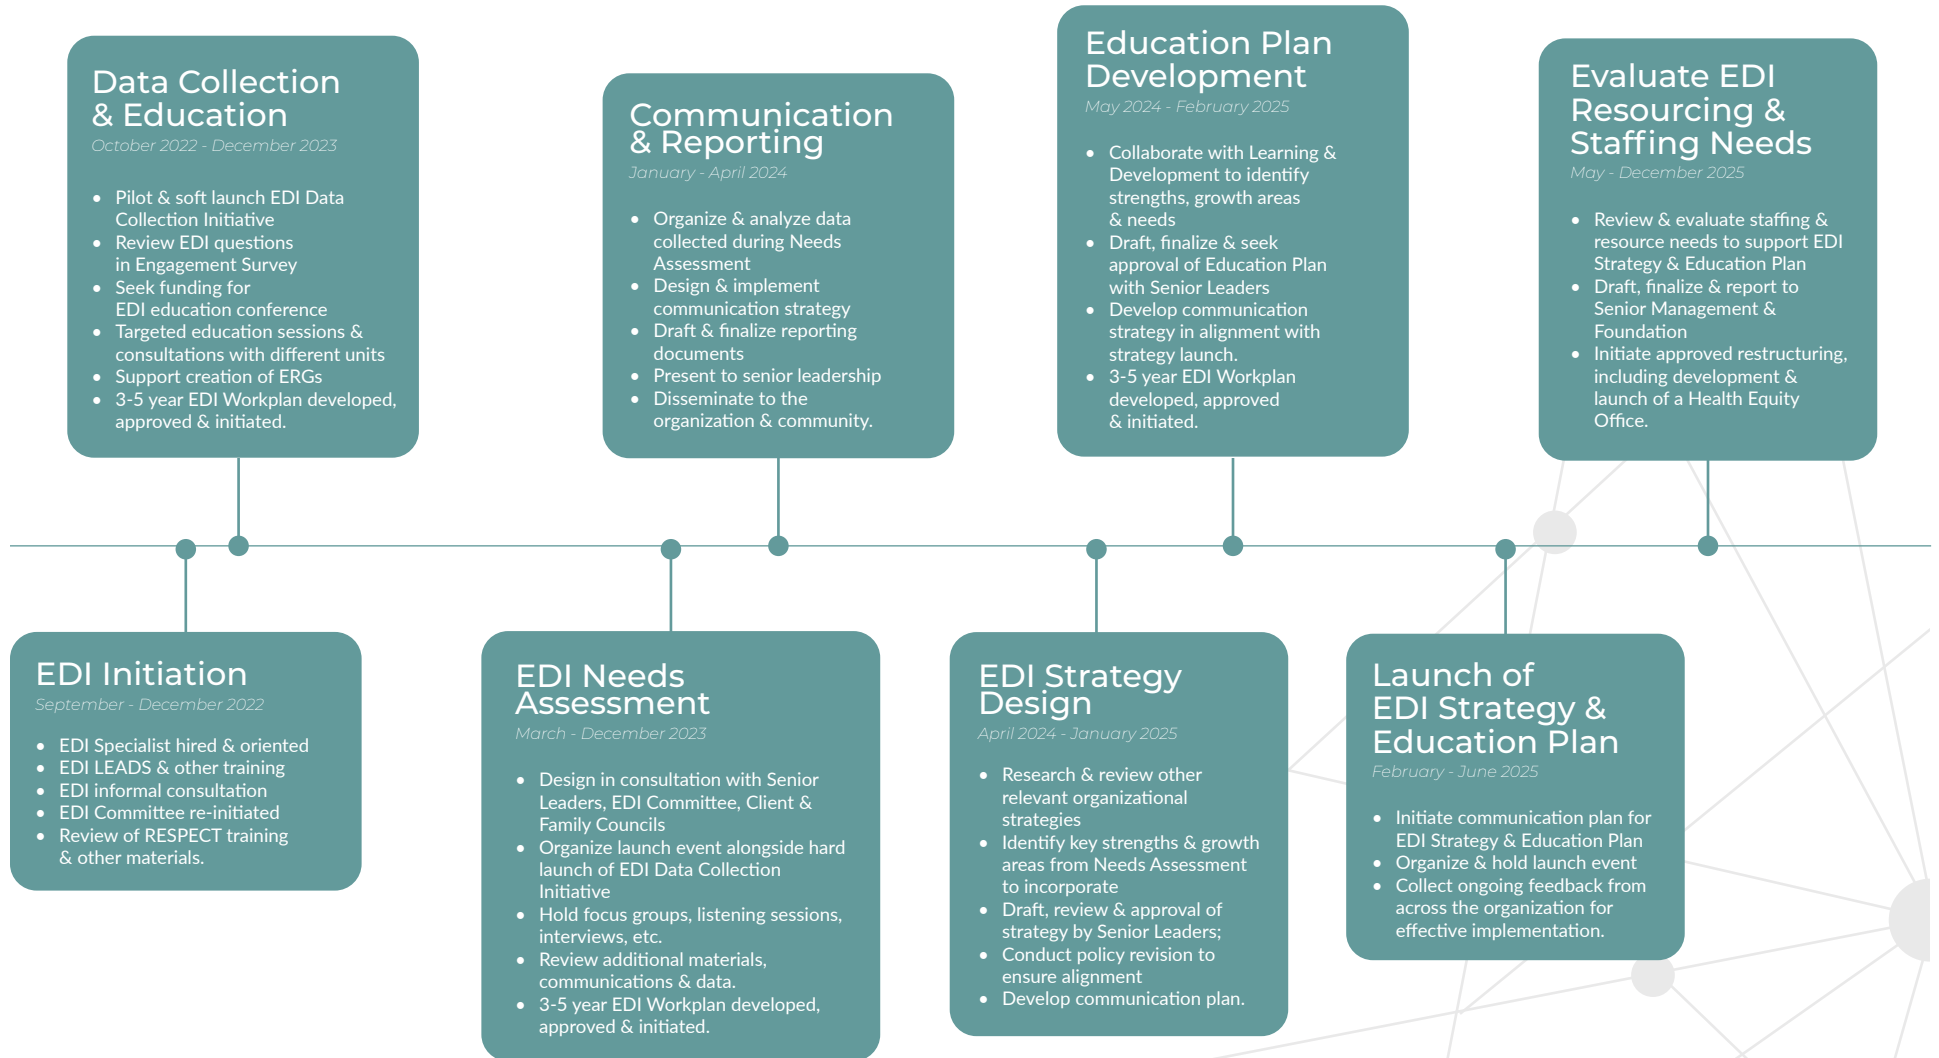 Data Collection
& Education
October 2022 - December 2023
• Pilot & soft launch EDI Data
Collection Initiative
• Review EDI questions
in Engagement Survey
• Seek funding for
EDI education conference
• Targeted education sessions &
consultations with different units
• Support creation of ERGs
• 3-5 year EDI Workplan developed,
approved & initiated.
Communication
& Reporting
January - April 2024
• Organize & analyze data
collected during Needs
Assessment
• Design & implement
communication strategy
• Draft & finalize reporting
documents
• Present to senior leadership
• Disseminate to the
organization & community.
Education Plan
Development
May 2024 - February 2025
• Collaborate with Learning &
Development to identify
strengths, growth areas
& needs
• Draft, finalize & seek
approval of Education Plan
with Senior Leaders
• Develop communication
strategy in alignment with
strategy launch.
• 3-5 year EDI Workplan
developed, approved
& initiated.
Evaluate EDI
Resourcing &
Staffing Needs
May - December 2025
• Review & evaluate staffing &
resource needs to support EDI
Strategy & Education Plan
• Draft, finalize & report to
Senior Management &
Foundation
• Initiate approved restructuring,
including development &
launch of a Health Equity
Office.
EDI Initiation
September - December 2022
• EDI Specialist hired & oriented
• EDI LEADS & other training
• EDI informal consultation
• EDI Committee re-initiated
• Review of RESPECT training
& other materials.
EDI Needs
Assessment
March - December 2023
• Design in consultation with Senior
Leaders, EDI Committee, Client &
Family Councils
• Organize launch event alongside hard
launch of EDI Data Collection
Initiative
• Hold focus groups, listening sessions,
interviews, etc.
• Review additional materials,
communications & data.
• 3-5 year EDI Workplan developed,
approved & initiated.
EDI Strategy
Design
April 2024 - January 2025
• Research & review other
relevant organizational
strategies
• Identify key strengths & growth
areas from Needs Assessment
to incorporate
• Draft, review & approval of
strategy by Senior Leaders;
• Conduct policy revision to
ensure alignment
• Develop communication plan.
Launch of
EDI Strategy &
Education Plan
February - June 2025
• Initiate communication plan for
EDI Strategy & Education Plan
• Organize & hold launch event
• Collect ongoing feedback from
across the organization for
effective implementation.